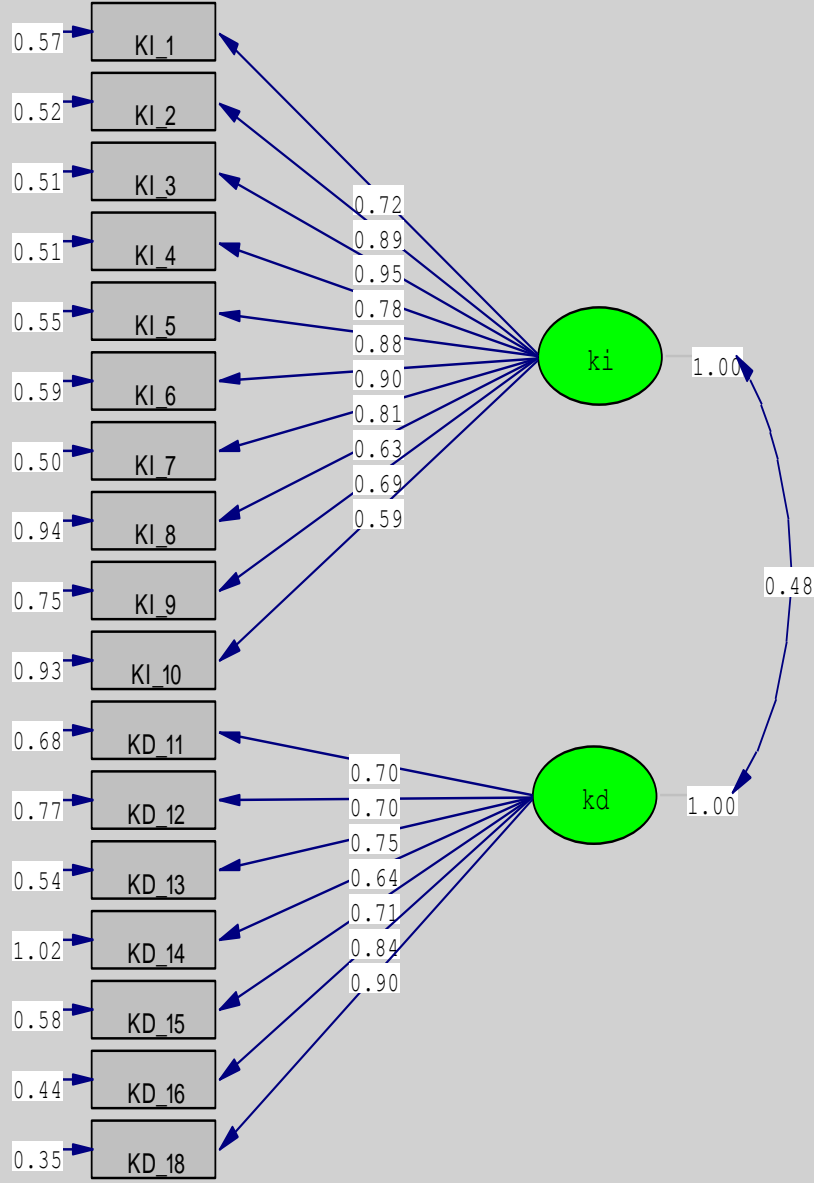 0.57 KI_1
0.52 KI_2
0.51 KI_3
0.51 KI_4
0.55 KI_5
0.59 KI_6
0.50 KI_7
0.94 KI_8
0.75 KI_9
0.93 KI_10
0.68 KD_11
0.77 KD_12
0.54 KD_13
1.02 KD_14
0.58 KD_15
0.44 KD_16
0.35 KD_18
0.72
0.89
0.95
0.78
0.88
0.90
0.81
0.63
0.69
0.59
0.70
0.70
0.75
0.64
0.71
0.84
0.90
ki
1.00
kd
1.00
0.48